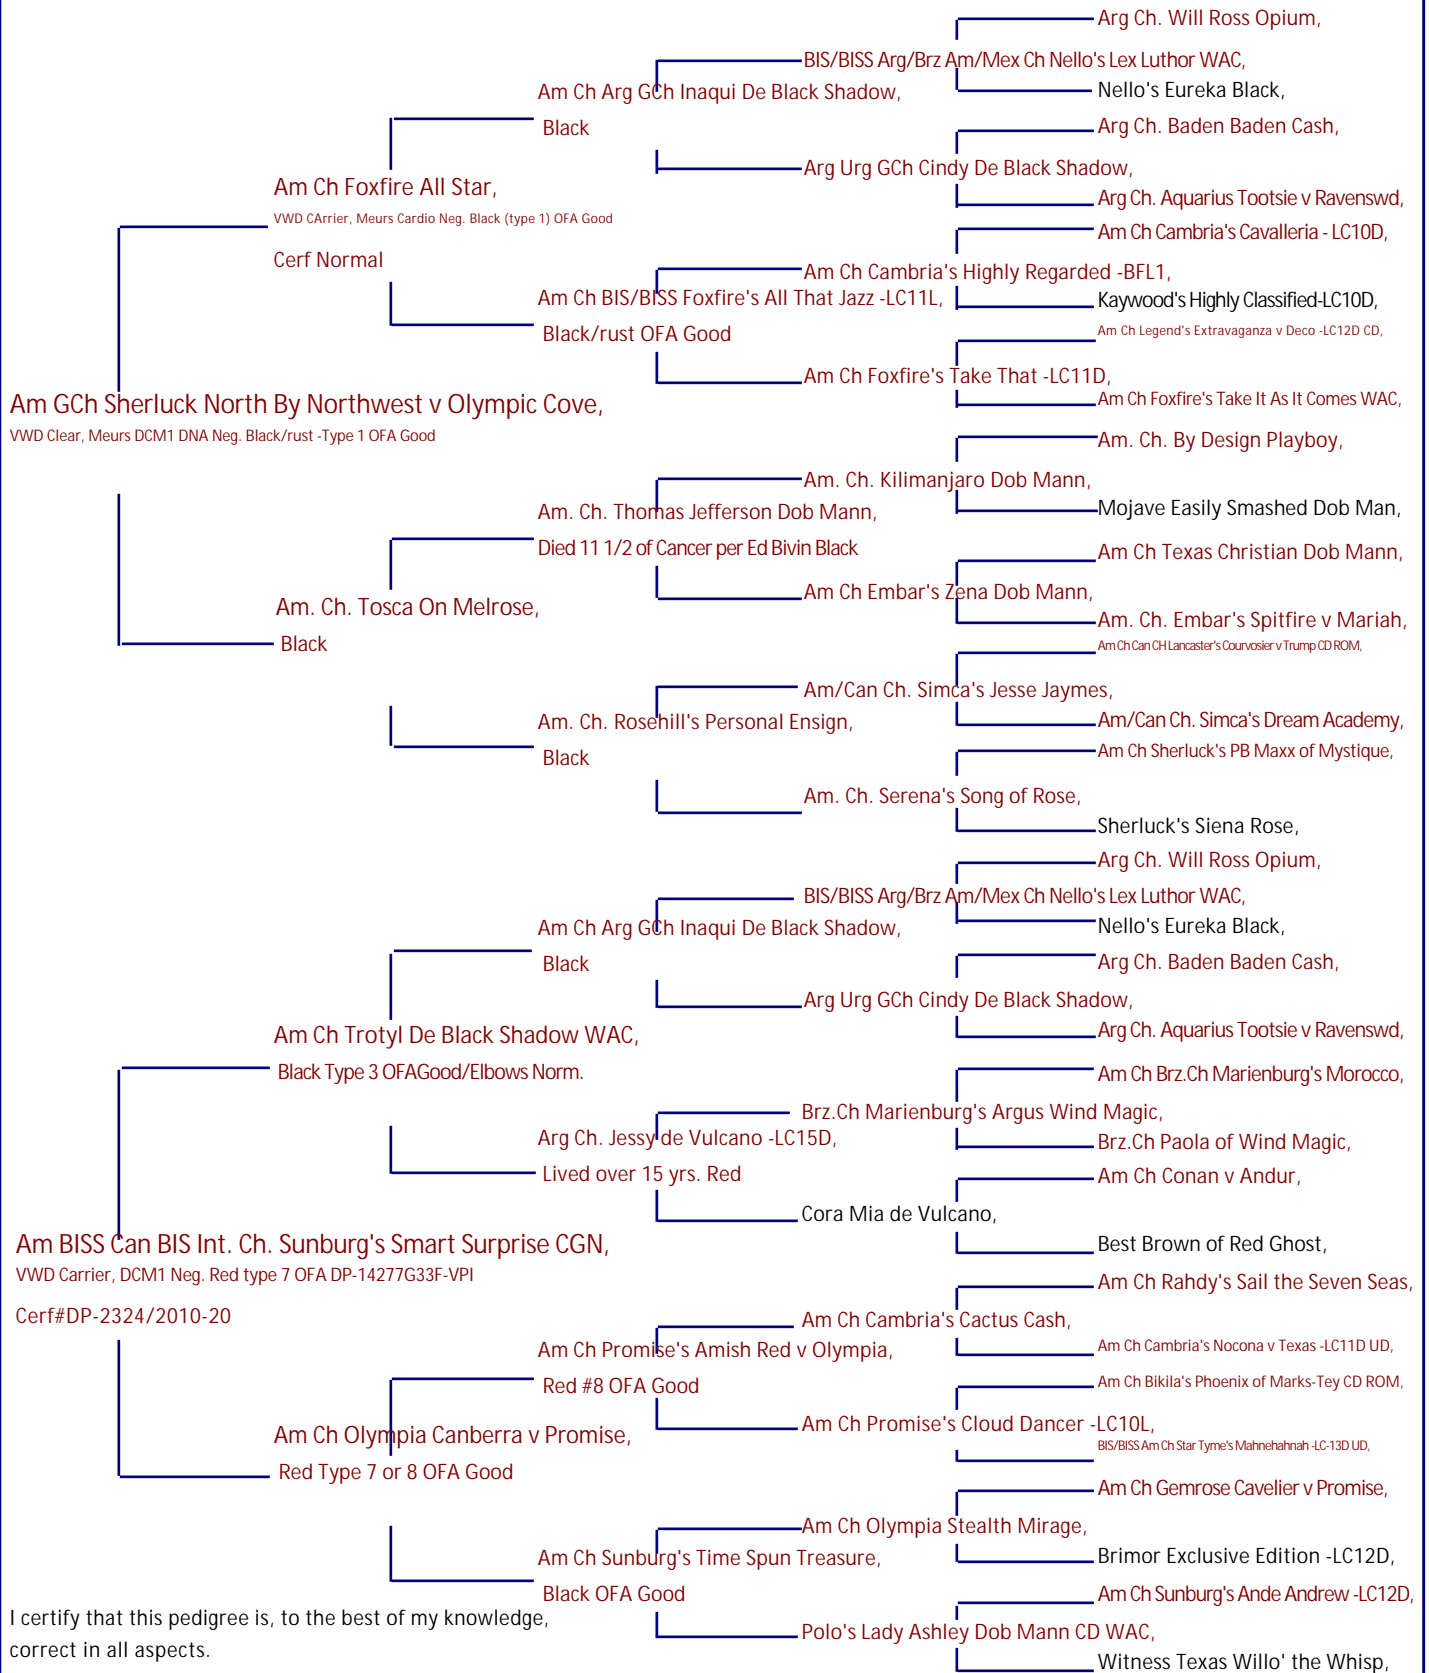 Arg Ch. Will Ross Opium,
BIS/BISS Arg/Brz Am/Mex Ch Nello's Lex Luthor WAC,
Nello's Eureka Black,
Am Ch Arg GCh Inaqui De Black Shadow,
Black
Arg Ch. Baden Baden Cash,
Arg Urg GCh Cindy De Black Shadow,
Arg Ch. Aquarius Tootsie v Ravenswd,
Am Ch Foxfire All Star,
VWD CArrier, Meurs Cardio Neg. Black (type 1) OFA Good
Cerf Normal
Am Ch Cambria's Cavalleria - LC10D,
Am Ch Cambria's Highly Regarded -BFL1,
Kaywood's Highly Classified-LC10D,
Am Ch BIS/BISS Foxfire's All That Jazz -LC11L,
Black/rust OFA Good
Am Ch Legend's Extravaganza v Deco -LC12D CD,
Am Ch Foxfire's Take That -LC11D,
Am Ch Foxfire's Take It As It Comes WAC,
Am GCh Sherluck North By Northwest v Olympic Cove,
VWD Clear, Meurs DCM1 DNA Neg. Black/rust -Type 1 OFA Good
Am. Ch. By Design Playboy,
Am. Ch. Kilimanjaro Dob Mann,
Mojave Easily Smashed Dob Man,
Am. Ch. Thomas Jefferson Dob Mann,
Died 11 1/2 of Cancer per Ed Bivin Black
Am Ch Texas Christian Dob Mann,
Am Ch Embar's Zena Dob Mann,
Am. Ch. Embar's Spitfire v Mariah,
Am. Ch. Tosca On Melrose,
Black
Am Ch Can CH Lancaster's Courvosier v Trump CD ROM,
Am/Can Ch. Simca's Jesse Jaymes,
Am/Can Ch. Simca's Dream Academy,
Am. Ch. Rosehill's Personal Ensign,
Black
Am Ch Sherluck's PB Maxx of Mystique,
Am. Ch. Serena's Song of Rose,
Sherluck's Siena Rose,
Arg Ch. Will Ross Opium,
BIS/BISS Arg/Brz Am/Mex Ch Nello's Lex Luthor WAC,
Nello's Eureka Black,
Am Ch Arg GCh Inaqui De Black Shadow,
Black
Arg Ch. Baden Baden Cash,
Arg Urg GCh Cindy De Black Shadow,
Arg Ch. Aquarius Tootsie v Ravenswd,
Am Ch Trotyl De Black Shadow WAC,
Black Type 3 OFAGood/Elbows Norm.
Am Ch Brz.Ch Marienburg's Morocco,
Brz.Ch Marienburg's Argus Wind Magic,
Brz.Ch Paola of Wind Magic,
Arg Ch. Jessy de Vulcano -LC15D,
Lived over 15 yrs. Red
Am Ch Conan v Andur,
Cora Mia de Vulcano,
Best Brown of Red Ghost,
Am BISS Can BIS Int. Ch. Sunburg's Smart Surprise CGN,
VWD Carrier, DCM1 Neg. Red type 7 OFA DP-14277G33F-VPI
Cerf#DP-2324/2010-20
Am Ch Rahdy's Sail the Seven Seas,
Am Ch Cambria's Cactus Cash,
Am Ch Cambria's Nocona v Texas -LC11D UD,
Am Ch Promise's Amish Red v Olympia,
Red #8 OFA Good
Am Ch Bikila's Phoenix of Marks-Tey CD ROM,
Am Ch Promise's Cloud Dancer -LC10L,
BIS/BISS Am Ch Star Tyme's Mahnehahnah -LC-13D UD,
Am Ch Olympia Canberra v Promise,
Red Type 7 or 8 OFA Good
Am Ch Gemrose Cavelier v Promise,
Am Ch Olympia Stealth Mirage,
Brimor Exclusive Edition -LC12D,
Am Ch Sunburg's Time Spun Treasure,
Black OFA Good
Am Ch Sunburg's Ande Andrew -LC12D,
Polo's Lady Ashley Dob Mann CD WAC,
Witness Texas Willo' the Whisp,
I certify that this pedigree is, to the best of my knowledge,
correct in all aspects.